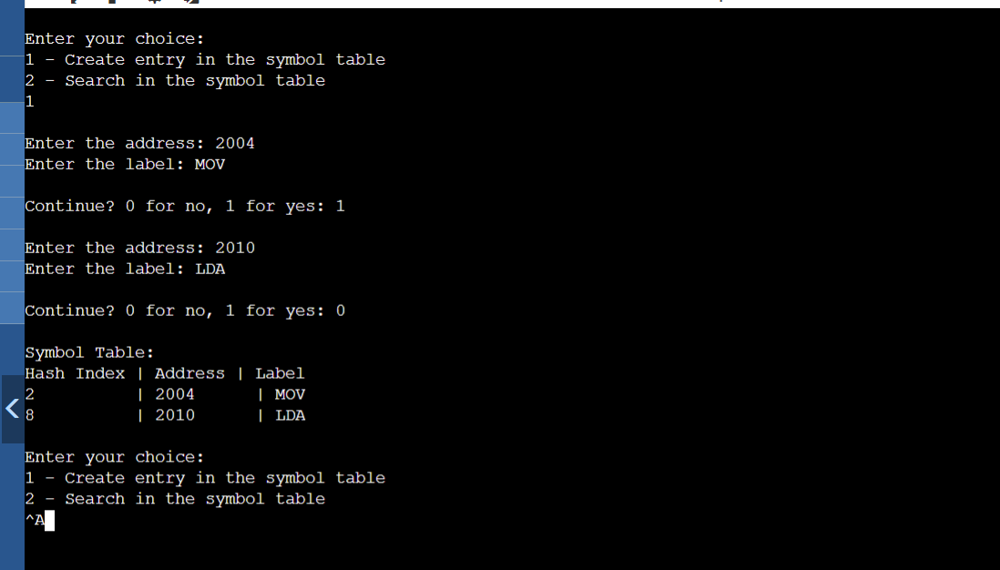 Enter your choice:
1 - Create entry in the symbol table
2 - Search in the symbol table
1
Enter the address: 2004
Enter the label: MOV
Continue? 0 for no, 1 for yes: 1
Enter the address: 2010
Enter the label: LDA
Continue? 0 for no, 1 for yes: 0
Symbol Table:
Hash Index | Address | Label
2 | 2004 | MOV
8 | 2010 | LDA
Enter your choice:
1 - Create entry in the symbol table
2 - Search in the symbol table
^A